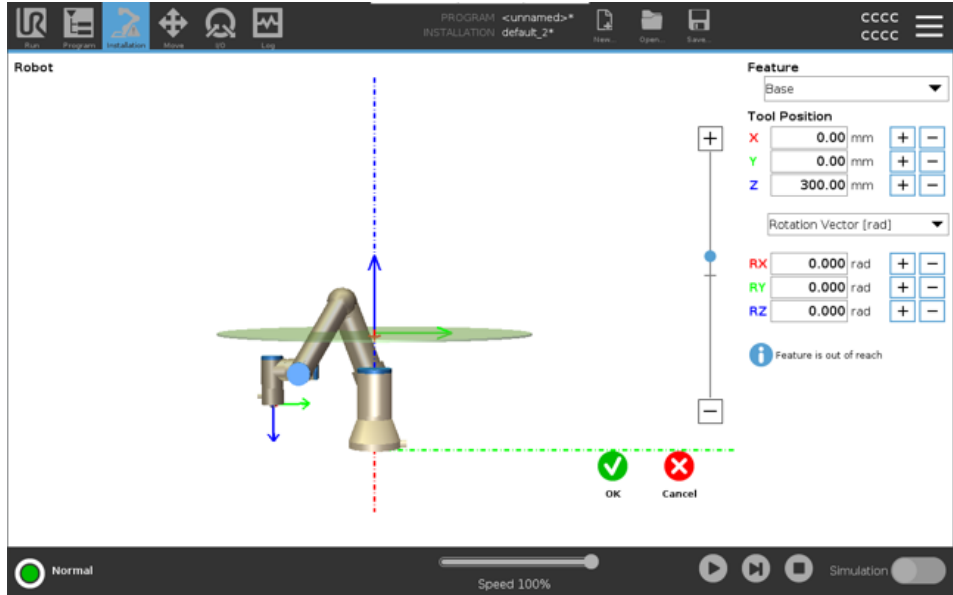 UR
PROGRAM <unnamed>*
INSTALLATION default_2*
cccc
cccc
Run
Program
Installation
Move
I/O
Log
New...
Open...
Save...
Robot
Feature
Base
Tool Position
X 0.00 mm + −
Y 0.00 mm + −
Z 300.00 mm + −
Rotation Vector [rad]
RX 0.000 rad + −
RY 0.000 rad + −
RZ 0.000 rad + −
Feature is out of reach
OK
Cancel
Normal
Speed 100%
Simulation